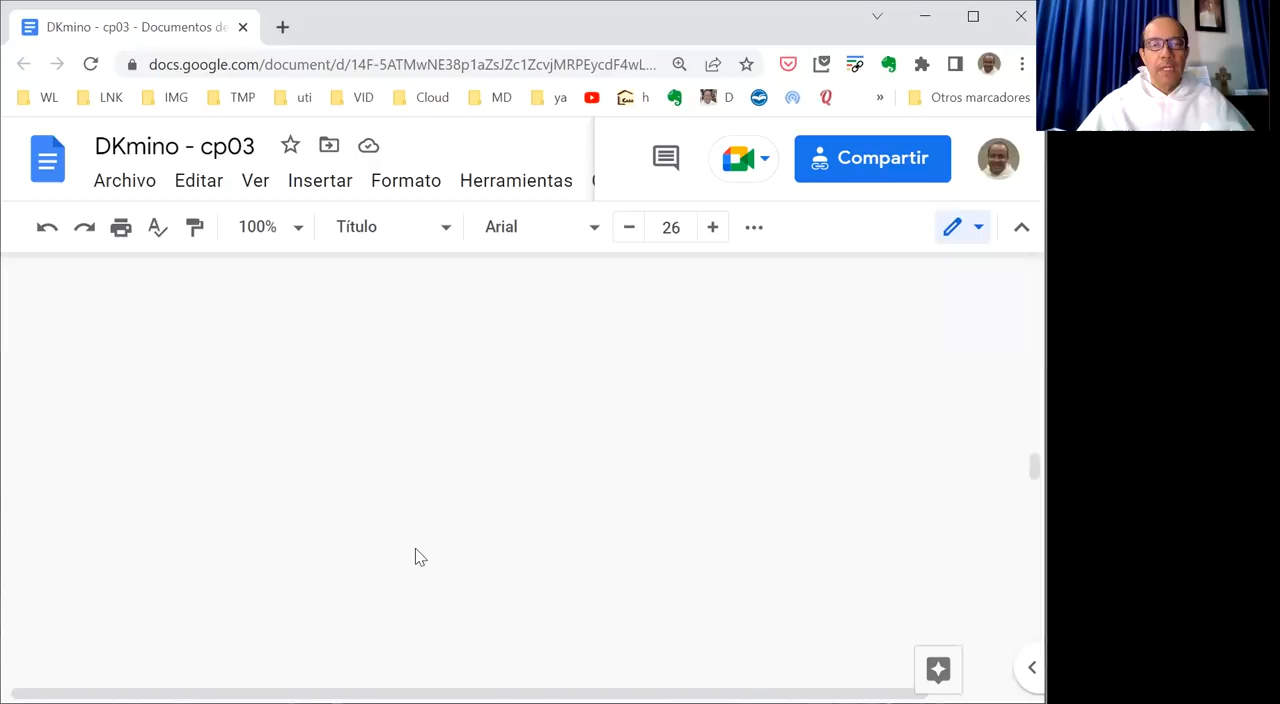 DKmino - cp03 - Documentos de
docs.google.com/document/d/14F-5ATMwNE38p1aZsJZc1ZcvjMRPEycdF4wL...
WL LNK IMG TMP uti VID Cloud MD ya h D » Otros marcadores
DKmino - cp03
Archivo Editar Ver Insertar Formato Herramientas
Compartir
100% Título Arial 26